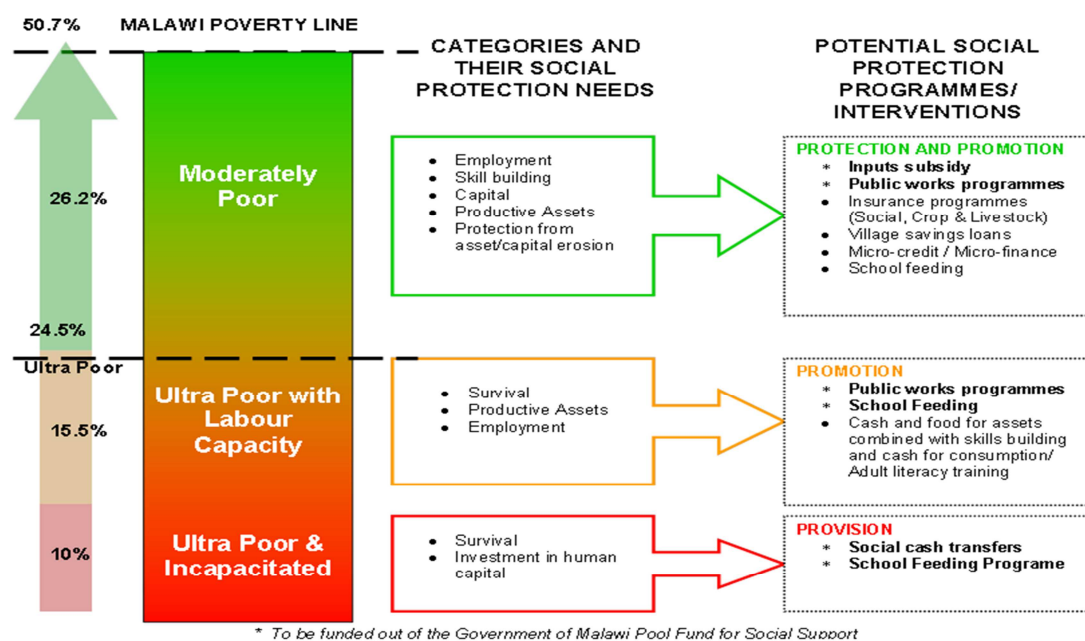 50.7%
MALAWI POVERTY LINE
CATEGORIES AND
THEIR SOCIAL
PROTECTION NEEDS
POTENTIAL SOCIAL
PROTECTION
PROGRAMMES/
INTERVENTIONS
26.2%
Moderately
Poor
• Employment
• Skill building
• Capital
• Productive Assets
• Protection from
asset/capital erosion
PROTECTION AND PROMOTION
* Inputs subsidy
* Public works programmes
• Insurance programmes
(Social, Crop & Livestock)
• Village savings loans
• Micro-credit / Micro-finance
• School feeding
24.5%
Ultra Poor
15.5%
Ultra Poor with
Labour
Capacity
• Survival
• Productive Assets
• Employment
PROMOTION
* Public works programmes
* School Feeding
• Cash and food for assets
combined with skills building
and cash for consumption/
Adult literacy training
10%
Ultra Poor &
Incapacitated
• Survival
• Investment in human
capital
PROVISION
* Social cash transfers
* School Feeding Programe
* To be funded out of the Government of Malawi Pool Fund for Social Support